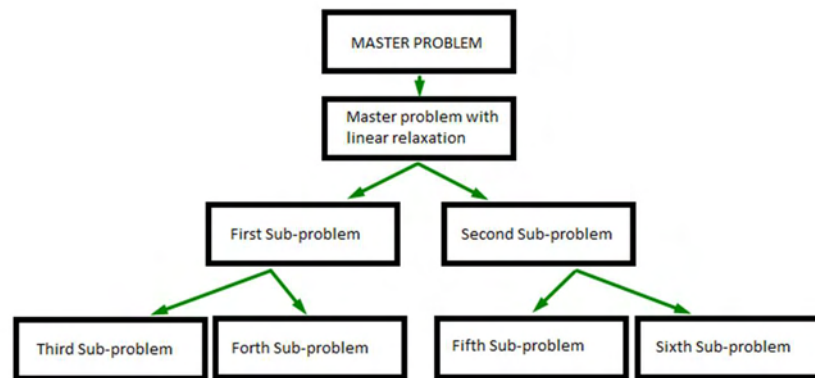 MASTER PROBLEM
Master problem with
linear relaxation
First Sub-problem
Second Sub-problem
Third Sub-problem
Forth Sub-problem
Fifth Sub-problem
Sixth Sub-problem